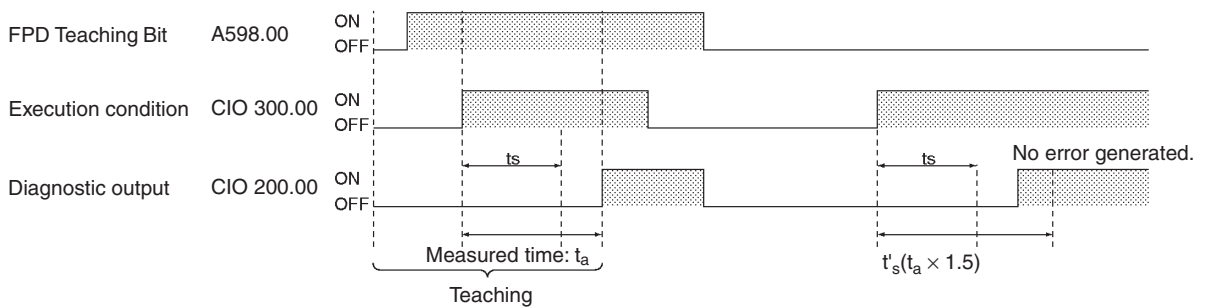 FPD Teaching Bit A598.00 ON
OFF
Execution condition CIO 300.00 ON
OFF
ts ts No error generated.
Diagnostic output CIO 200.00 ON
OFF
Measured time: ta t's(ta × 1.5)
Teaching